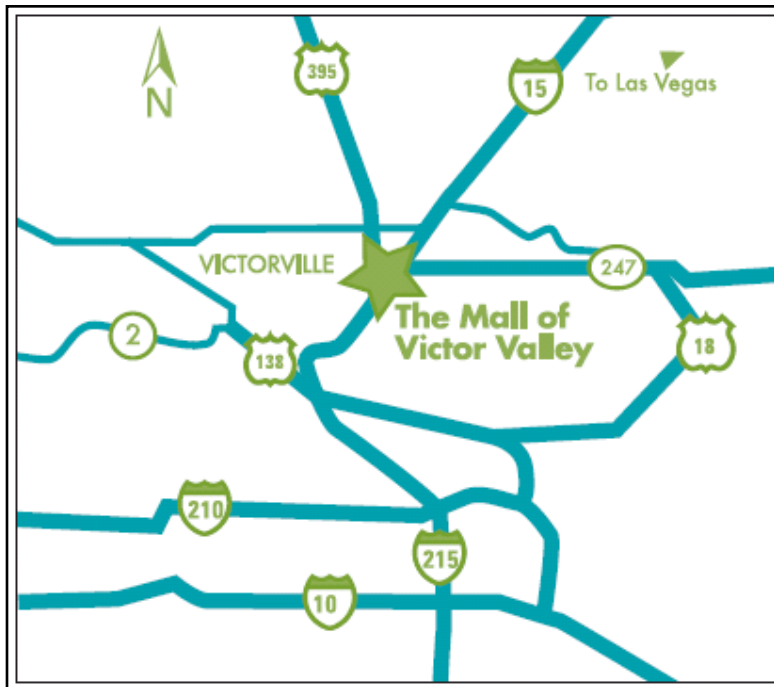 395
15
To Las Vegas
N
VICTORVILLE
247
The Mall of
Victor Valley
2
138
18
210
215
10